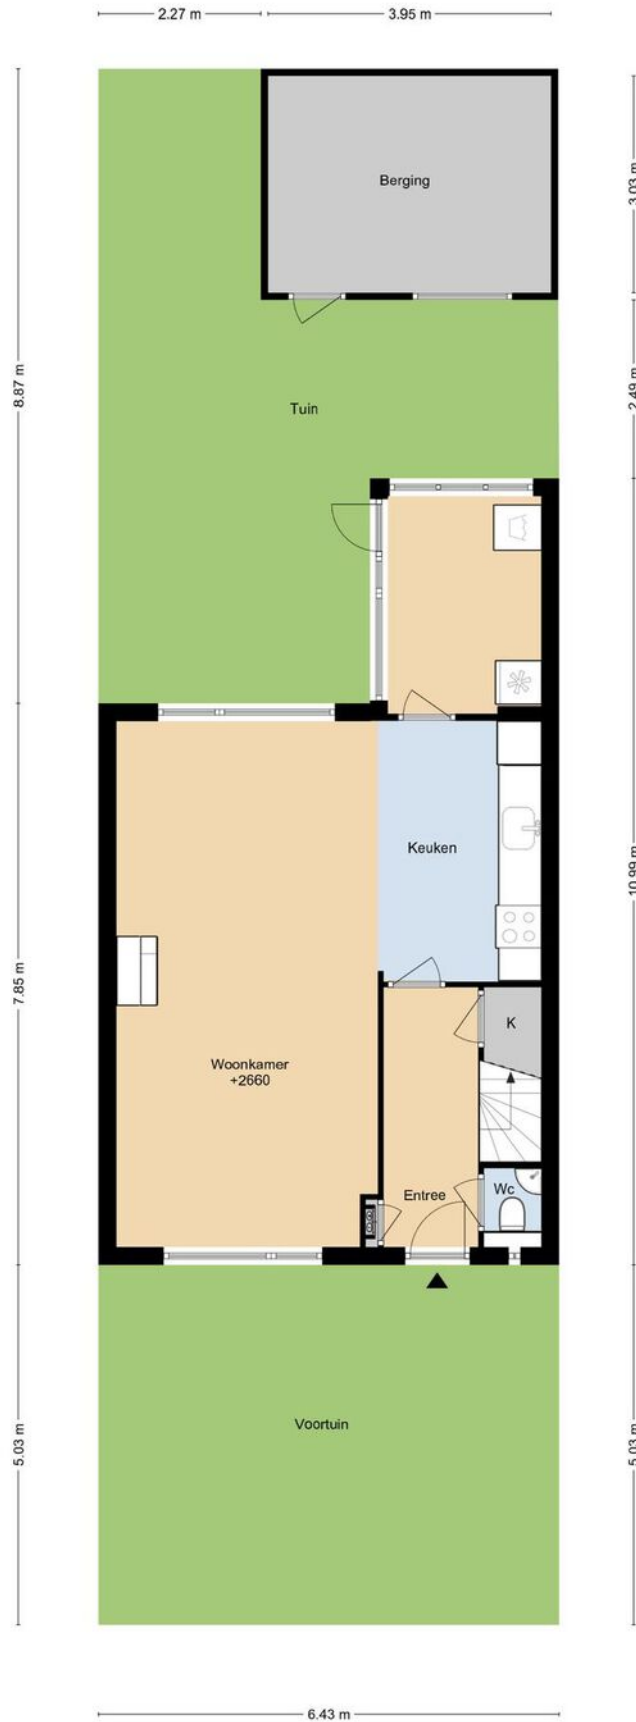 2.27 m
3.95 m
Berging
3.03 m
8.87 m
2.49 m
Tuin
Keuken
10.99 m
7.85 m
K
Woonkamer
+2660
Wc
Entree
Voortuin
5.03 m
5.03 m
6.43 m